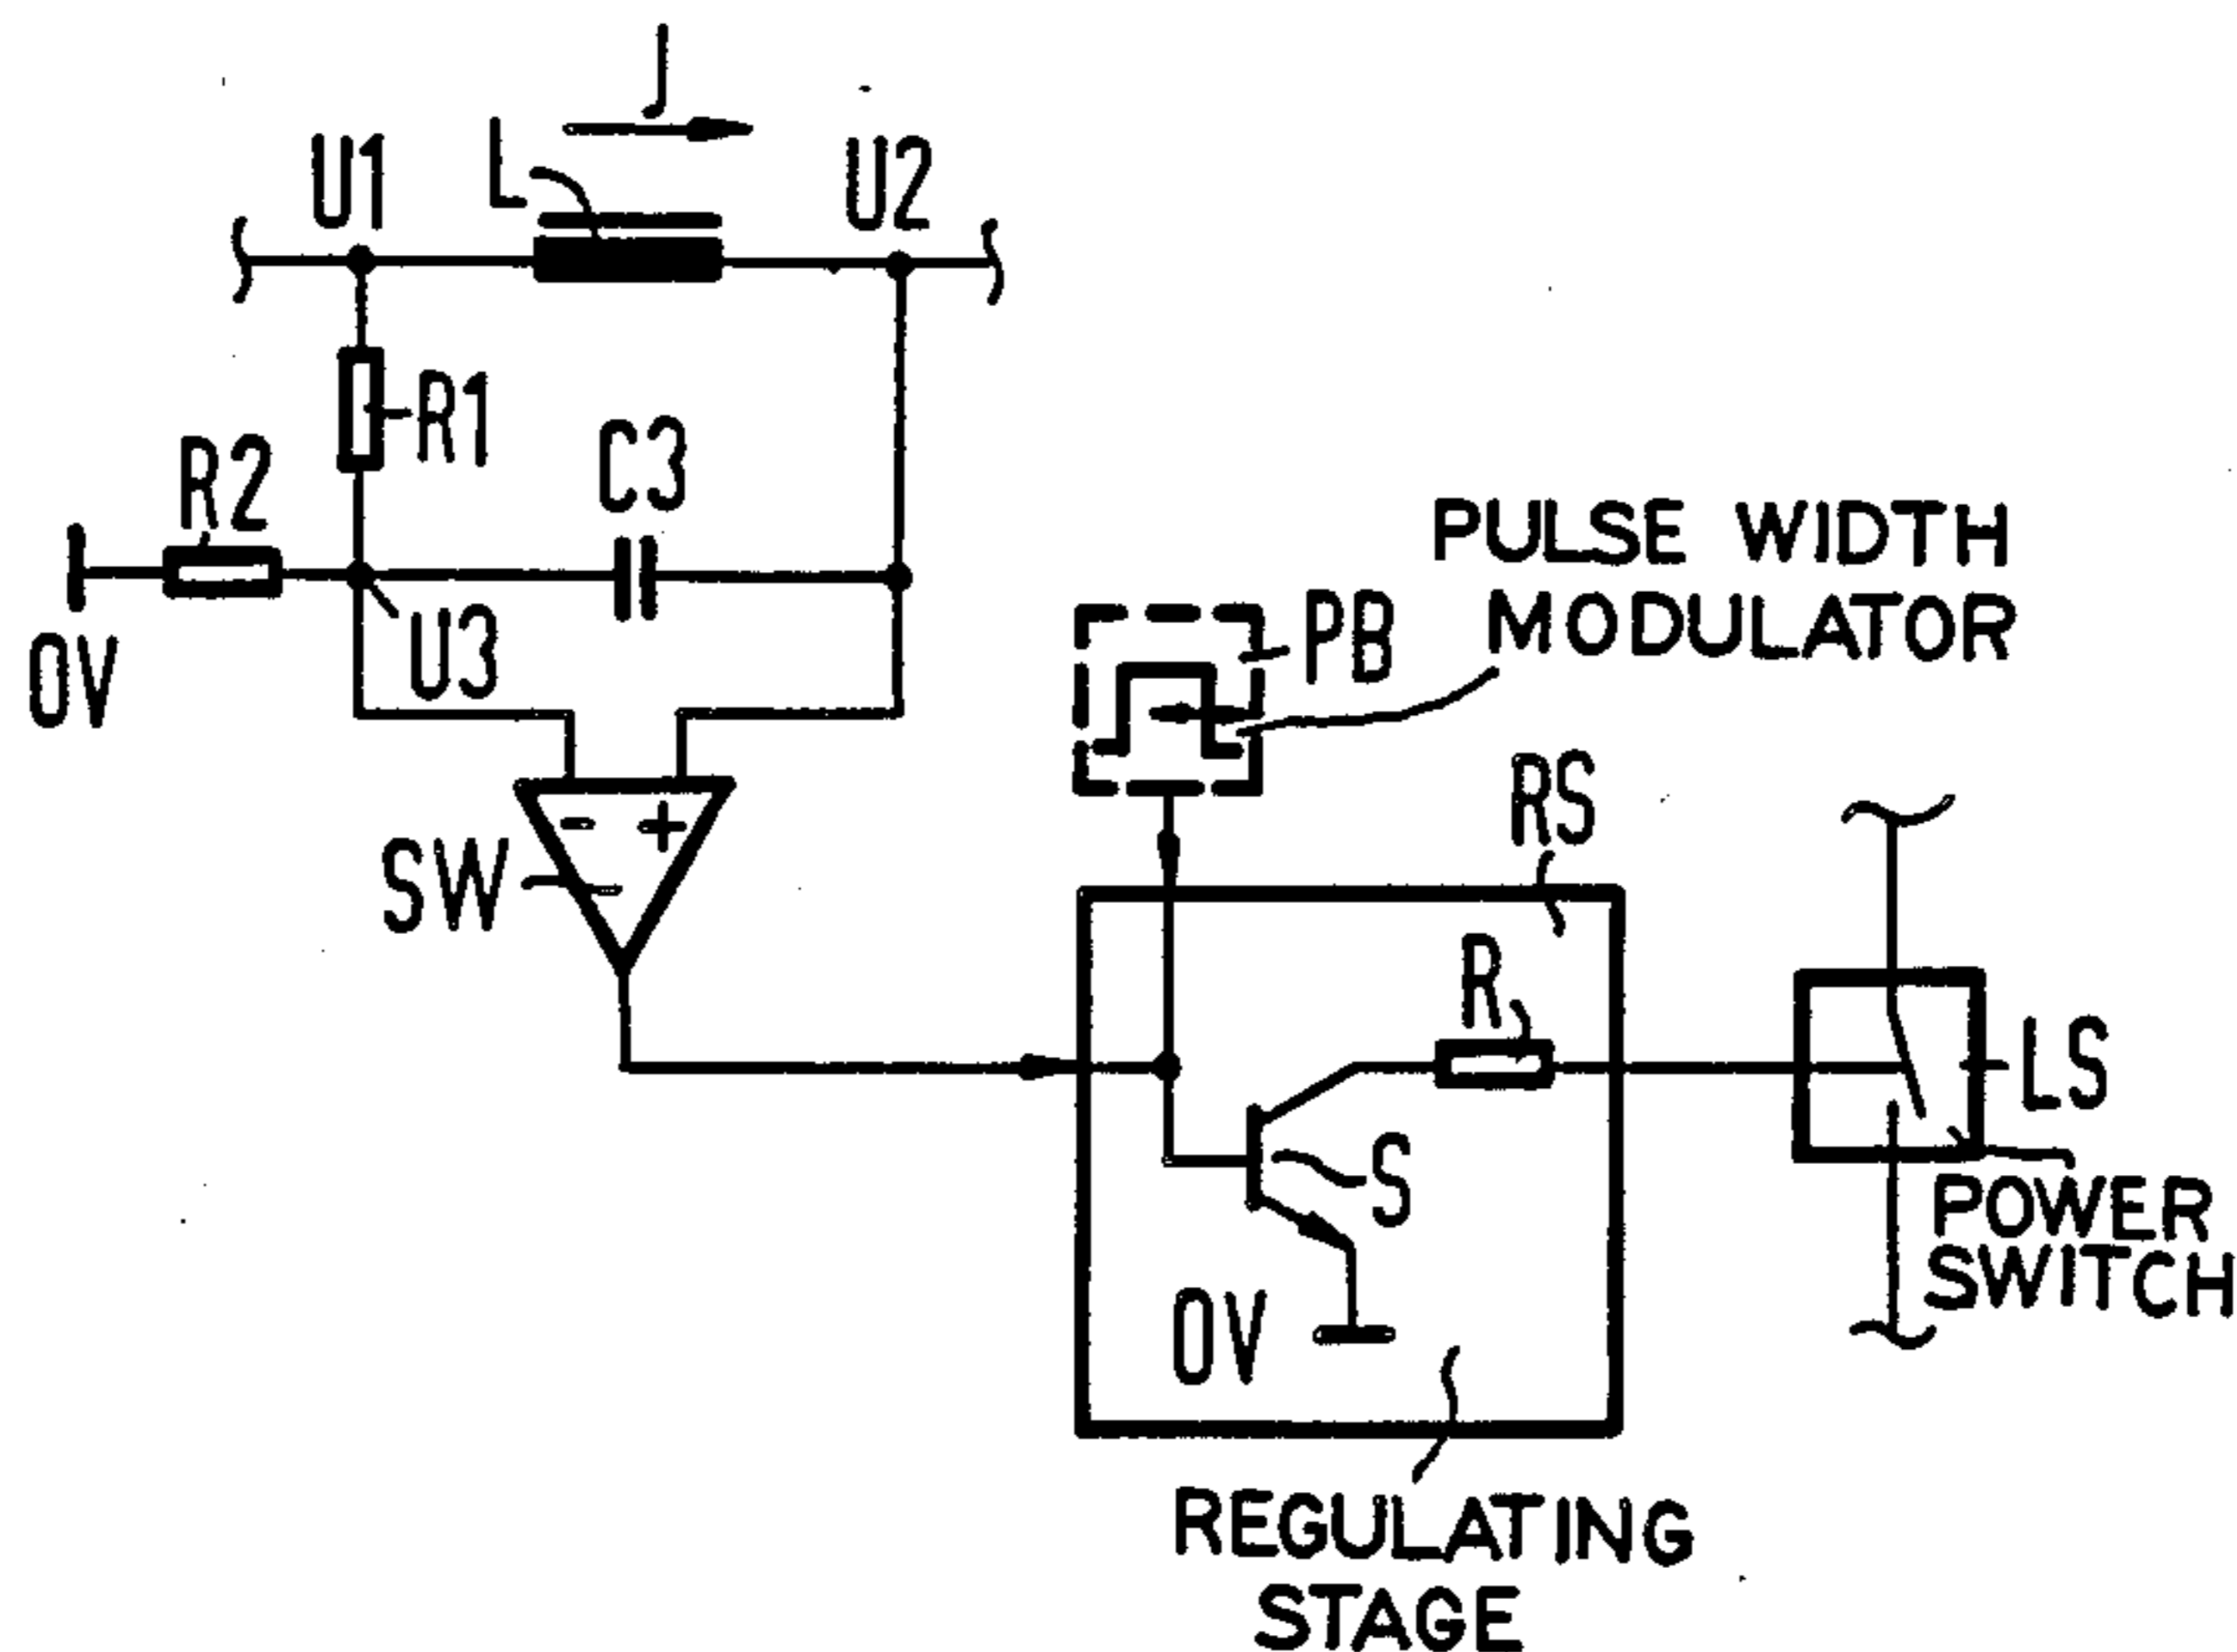 J
U1
L
U2
R1
R2
C3
0V
U3
PULSE WIDTH
MODULATOR
PB
SW
-
+
RS
R
LS
S
POWER
SWITCH
0V
REGULATING
STAGE